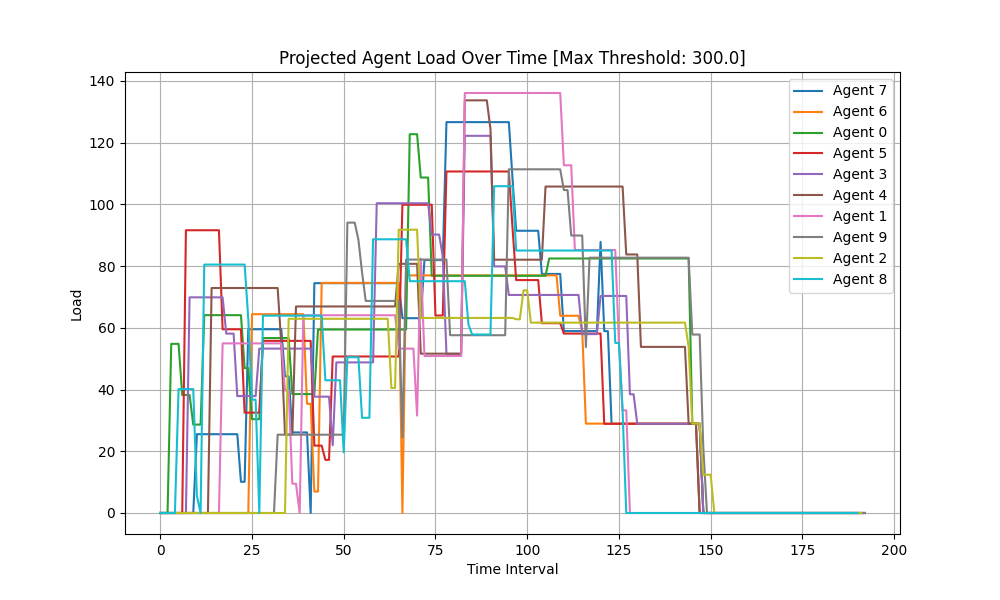 Projected Agent Load Over Time [Max Threshold: 300.0]
Load
140
120
100
80
60
40
20
0
0 25 50 75 100 125 150 175 200
Time Interval
Agent 7
Agent 6
Agent 0
Agent 5
Agent 3
Agent 4
Agent 1
Agent 9
Agent 2
Agent 8